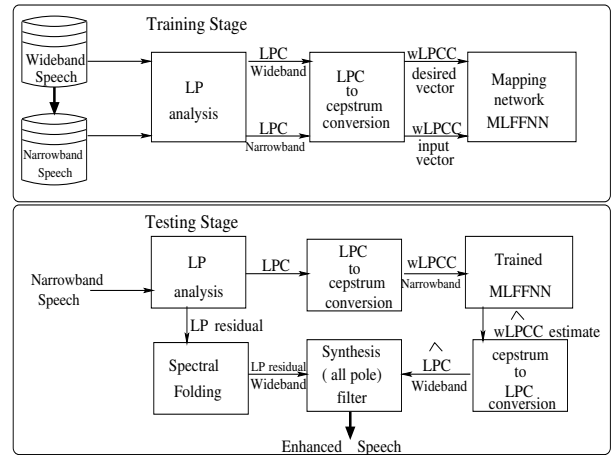 Training Stage
Wideband
Speech
Narrowband
Speech
LP
analysis
LPC
Wideband
LPC
Narrowband
LPC
to
cepstrum
conversion
wLPCC
desired
vector
wLPCC
input
vector
Mapping
network
MLFFNN
Testing Stage
Narrowband
Speech
LP
analysis
LPC
LPC
to
cepstrum
conversion
wLPCC
Narrowband
Trained
MLFFNN
LP residual
wLPCC estimate
Spectral
Folding
LP residual
Wideband
Synthesis
( all pole)
filter
LPC
Wideband
cepstrum
to
LPC
conversion
Enhanced Speech